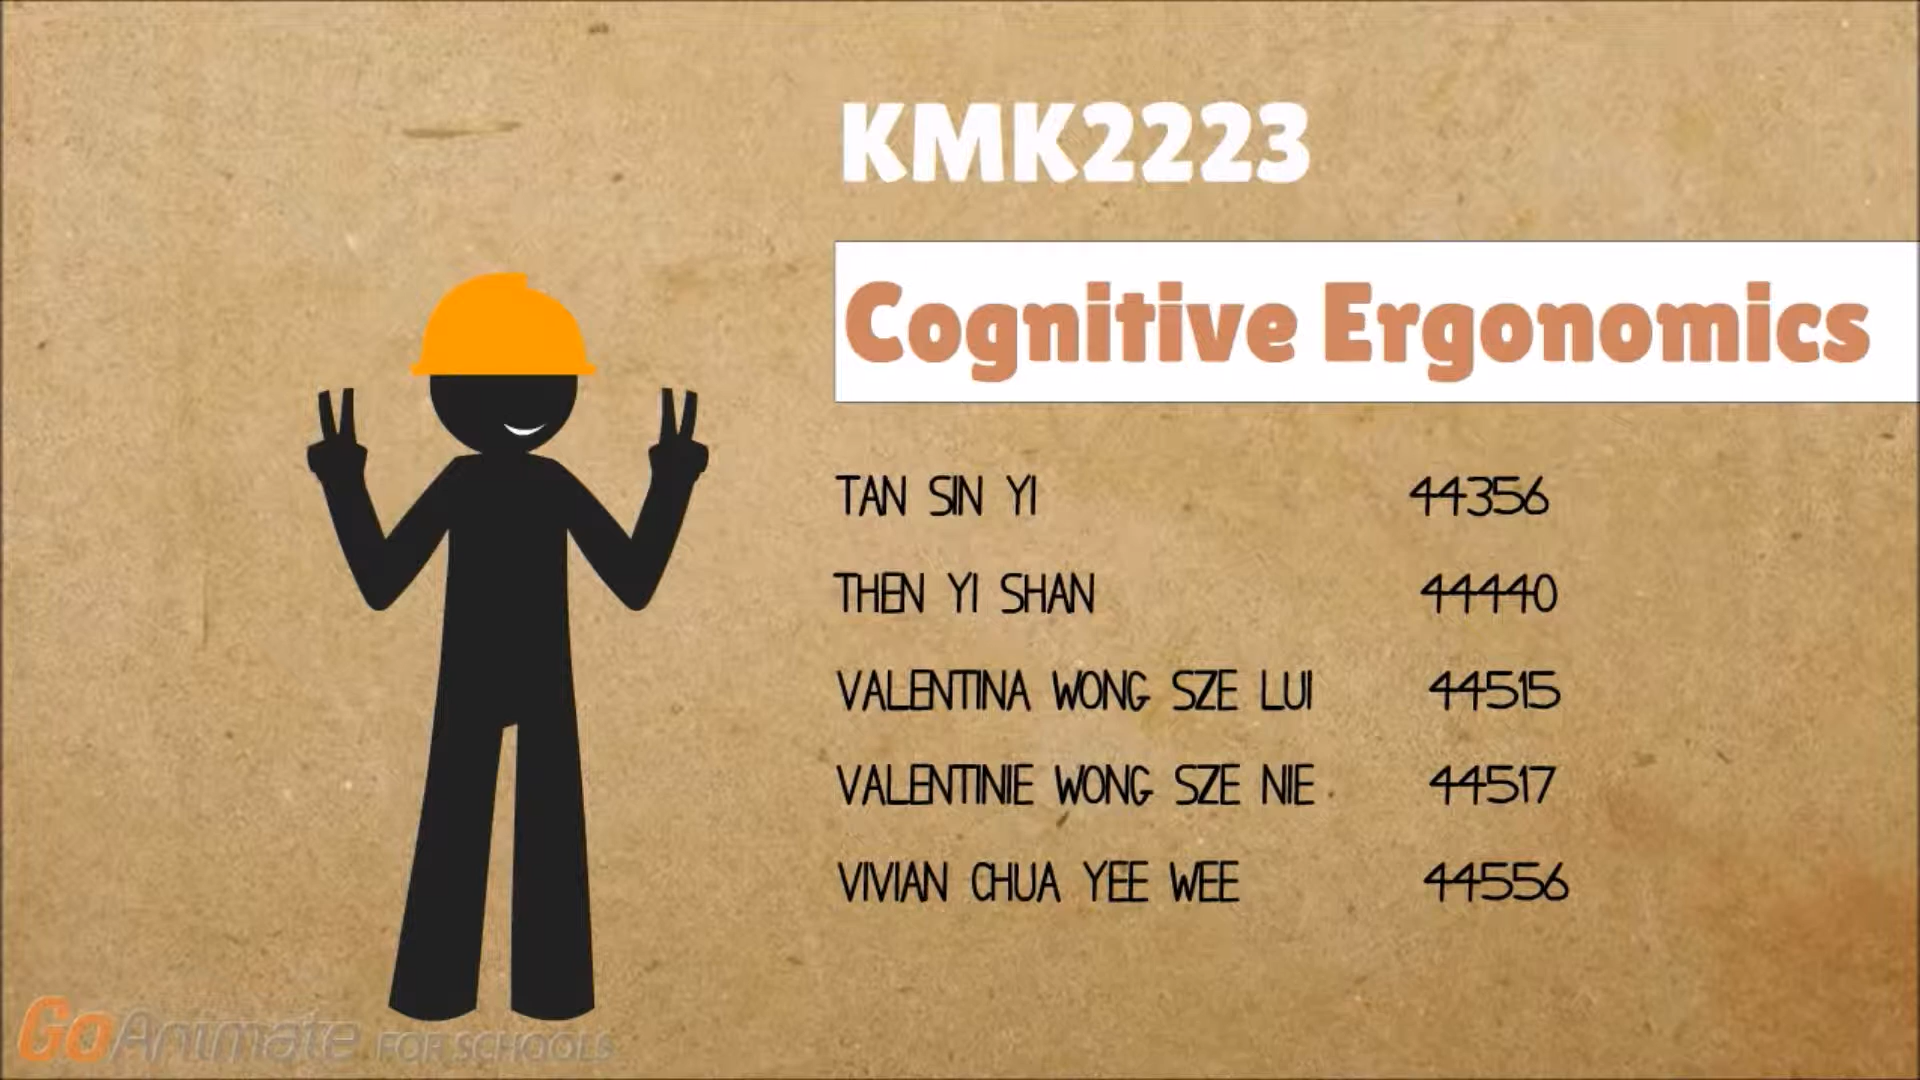 KMK2223
Cognitive Ergonomics
TAN SIN YI 44356
THEN YI SHAN 44440
VALENTINA WONG SZE LUI 44515
VALENTINIE WONG SZE NIE 44517
VIVIAN CHUA YEE WEE 44556
GoAnimate FOR SCHOOLS